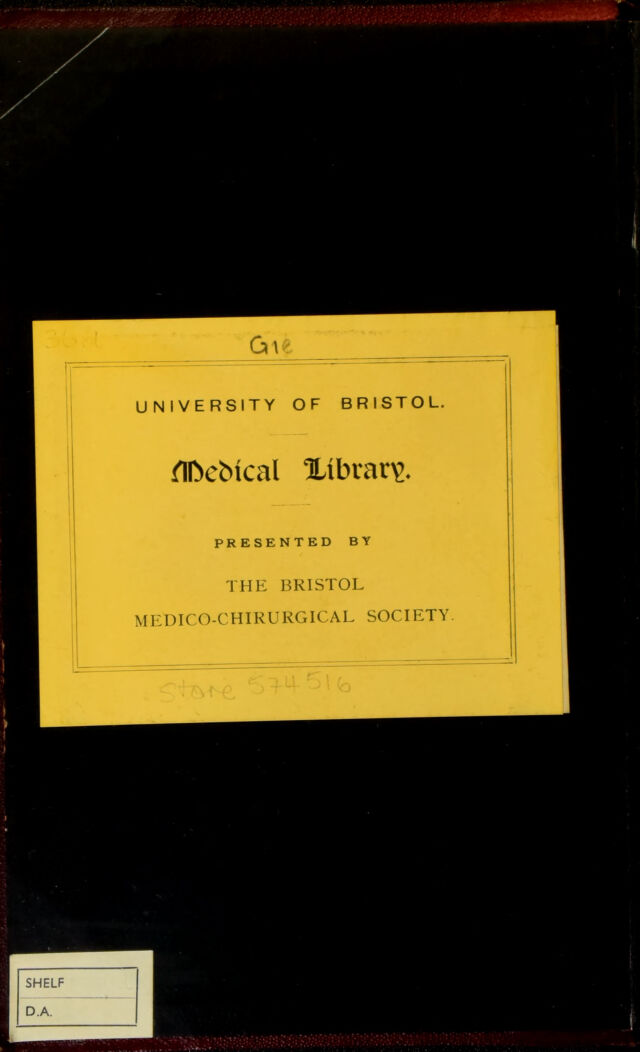 G1e
UNIVERSITY OF BRISTOL.
Medical Library.
PRESENTED BY
THE BRISTOL
MEDICO-CHIRURGICAL SOCIETY.
Store 574516
SHELF
D.A.